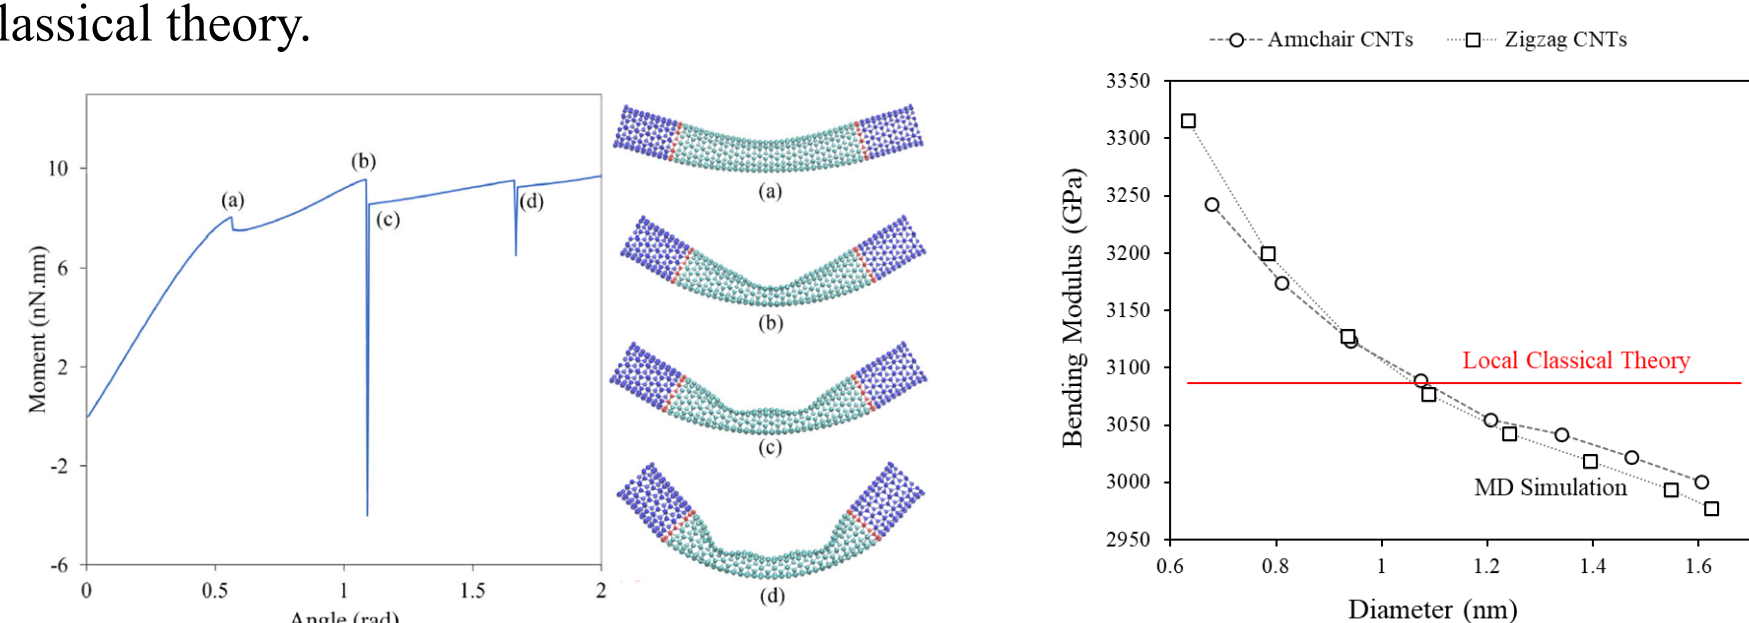 lassical theory.
Moment (nN.nm)
10
6
2
-2
-6
0
0.5
1
1.5
2
Angle (rad)
(a)
(b)
(c)
(d)
(a)
(b)
(c)
(d)
Armchair CNTs
Zigzag CNTs
Bending Modulus (GPa)
3350
3300
3250
3200
3150
3100
3050
3000
2950
0.6
0.8
1
1.2
1.4
1.6
Local Classical Theory
MD Simulation
Diameter (nm)